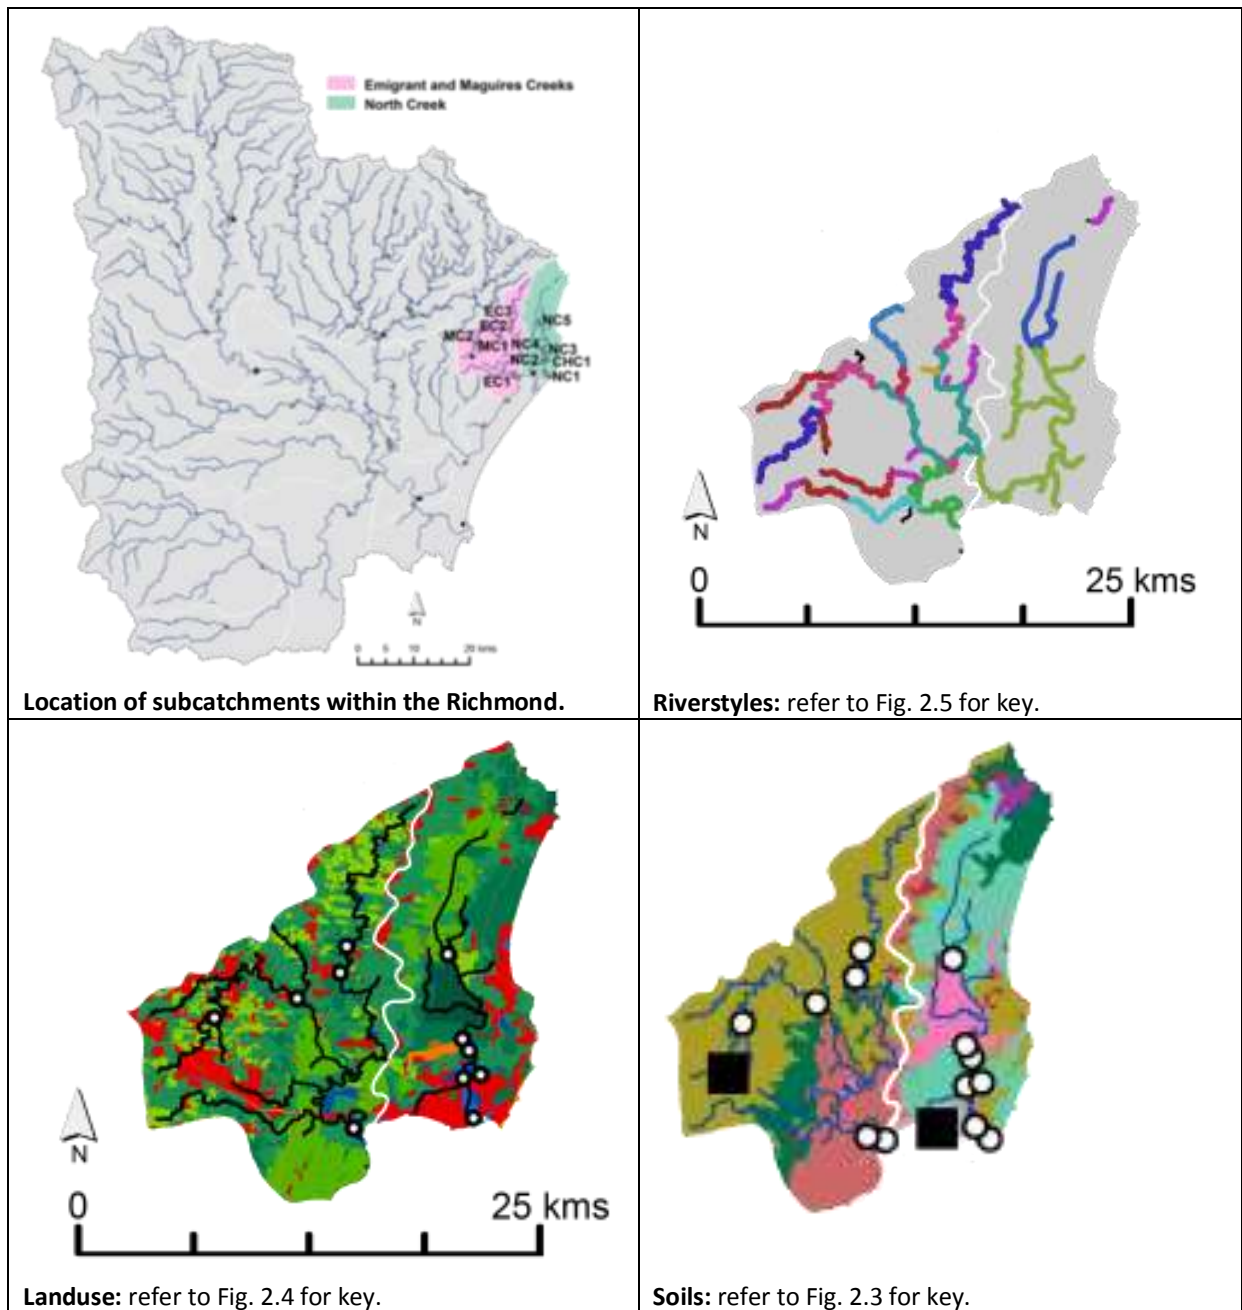 Emigrant and Maguires Creeks
North Creek
EC3
EC2
NC5
MC2
MC1
NC4
NC3
NC2
CHC1
EC1
NC1
N
0 5 10 20 kms
Location of subcatchments within the Richmond.
N
0 25 kms
Riverstyles: refer to Fig. 2.5 for key.
N
0 25 kms
Landuse: refer to Fig. 2.4 for key.
Soils: refer to Fig. 2.3 for key.